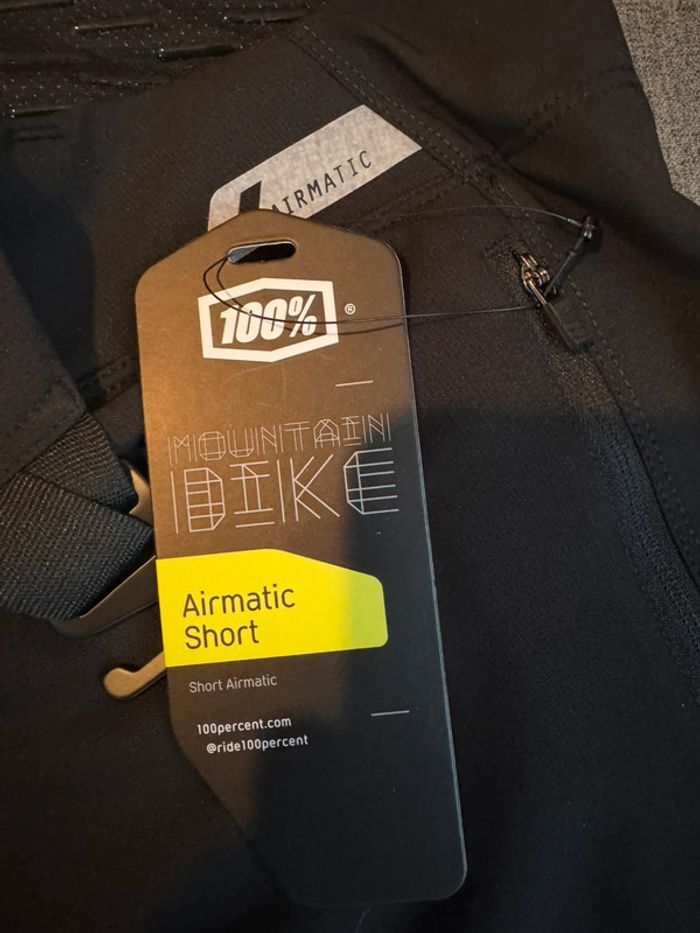 AIRMATIC
100%®
MOUNTAIN
BIKE
Airmatic
Short
Short Airmatic
100percent.com
@ride100percent